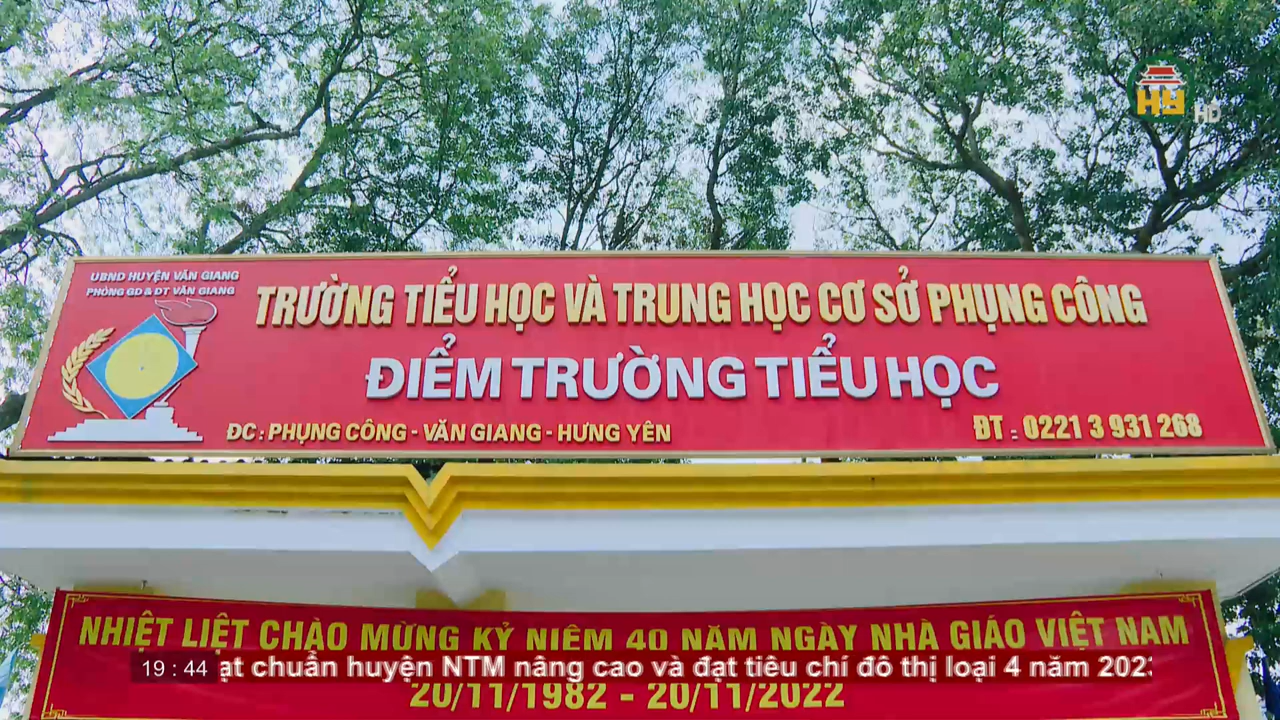 HY HD
UBND HUYỆN VĂN GIANG
PHÒNG GD & ĐT VĂN GIANG
TRƯỜNG TIỂU HỌC VÀ TRUNG HỌC CƠ SỞ PHỤNG CÔNG
ĐIỂM TRƯỜNG TIỂU HỌC
ĐC : PHỤNG CÔNG - VĂN GIANG - HƯNG YÊN
ĐT : 0221 3 931 268
NHIỆT LIỆT CHÀO MỪNG KỶ NIỆM 40 NĂM NGÀY NHÀ GIÁO VIỆT NAM
19 : 44 ạt chuẩn huyện NTM nâng cao và đạt tiêu chí đô thị loại 4 năm 202
20/11/1982 - 20/11/2022